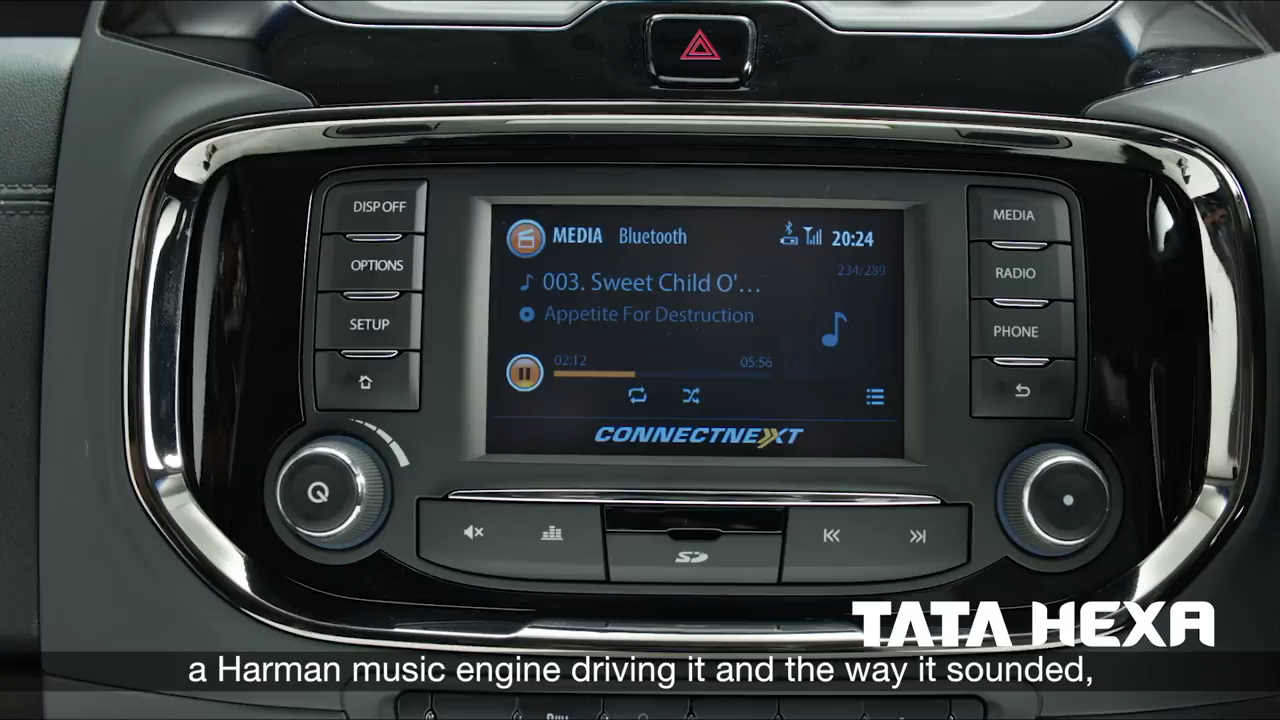 DISP OFF
OPTIONS
SETUP
MEDIA Bluetooth
20:24
234/289
003. Sweet Child O'...
Appetite For Destruction
02:12
05:56
CONNECTNEXT
MEDIA
RADIO
PHONE
SD
TATA HEXA
a Harman music engine driving it and the way it sounded,